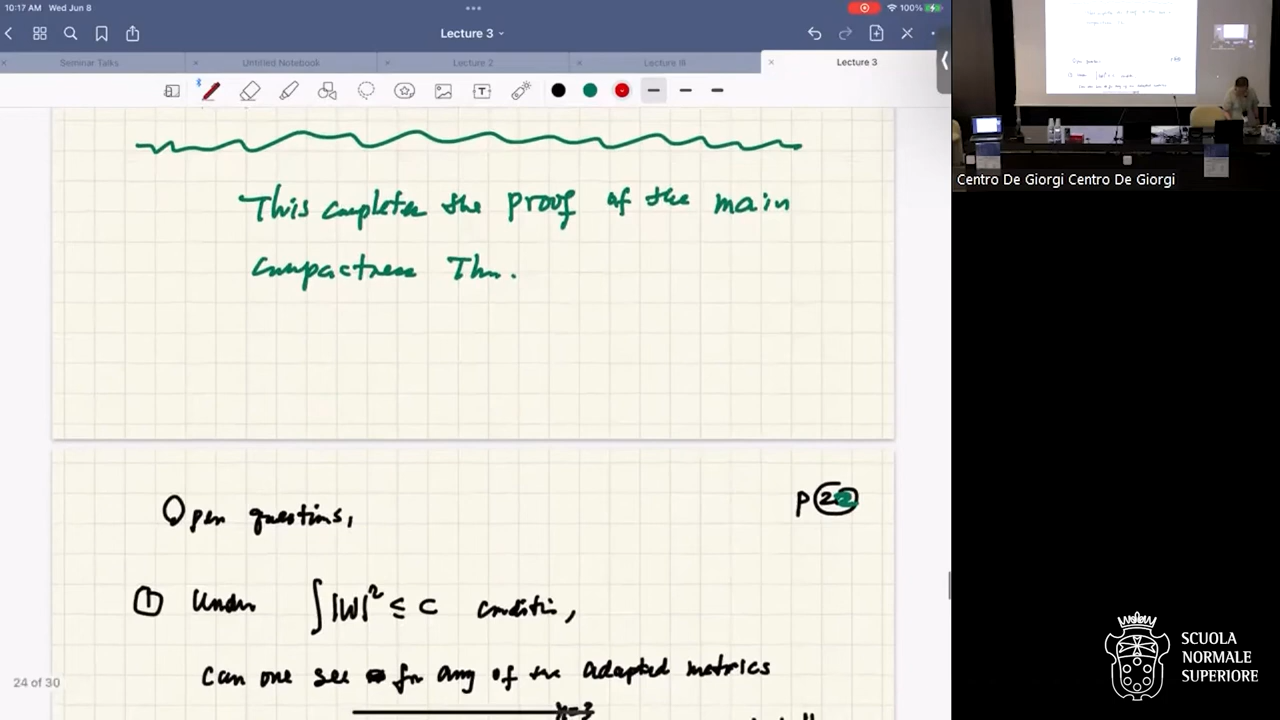 10:17 AM Wed Jun 8
100%
Lecture 3
Seminar Talks
Untitled Notebook
Lecture 2
Lecture III
Lecture 3
This completes the proof of the main
compactness Thm.
Open questions,
p 22
① Under ∫|W|² ≤ C condition,
24 of 30
can one see for any of the adapted metrics
n=3
Centro De Giorgi Centro De Giorgi
SCUOLA
NORMALE
SUPERIORE